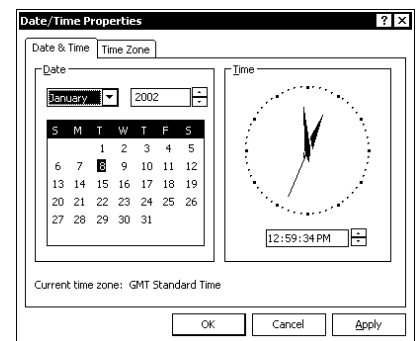 Date/Time Properties ? X
Date & Time Time Zone
Date
January 2002
S M T W T F S
1 2 3 4 5
6 7 8 9 10 11 12
13 14 15 16 17 18 19
20 21 22 23 24 25 26
27 28 29 30 31
Time
12:59:34 PM
Current time zone: GMT Standard Time
OK Cancel Apply